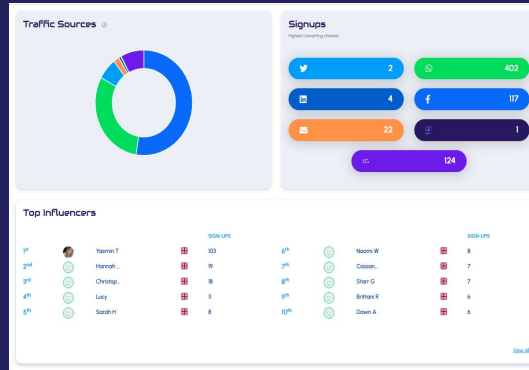 Traffic Sources
Signups
Highest converting channel
2
402
4
117
22
1
124
Top Influencers
SIGN-UPS
SIGN-UPS
1st Yasmin T 103
2nd Hannah ... 19
3rd Christop... 18
4th Lucy 11
5th Sarah H 8
6th Naomi W 8
7th Cassan... 7
8th Starr G 7
9th Brittani R 6
10th Dawn A 6
View all